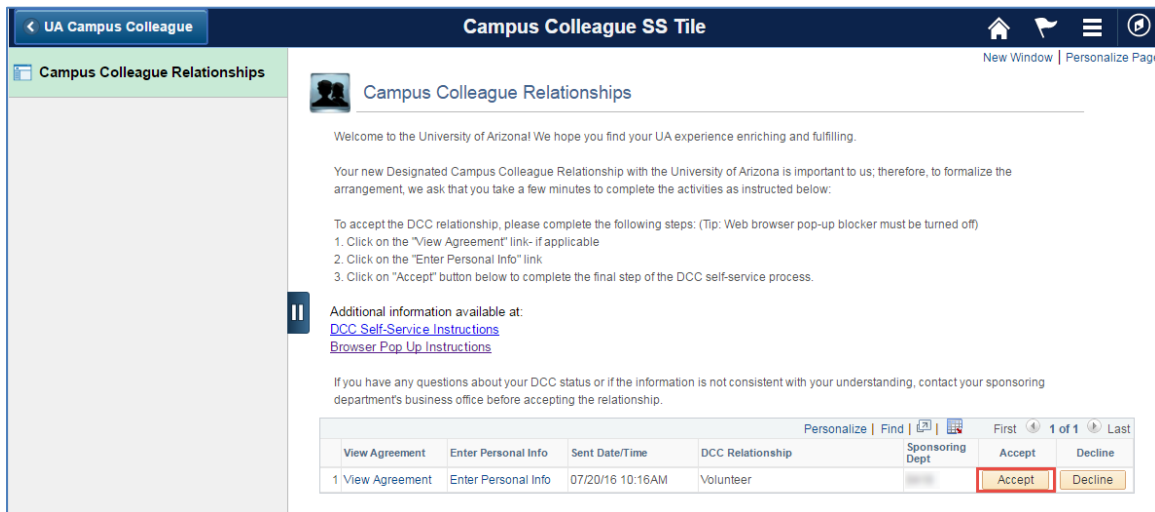 UA Campus Colleague
Campus Colleague SS Tile
New Window | Personalize Page
Campus Colleague Relationships
Campus Colleague Relationships
Welcome to the University of Arizona! We hope you find your UA experience enriching and fulfilling.
Your new Designated Campus Colleague Relationship with the University of Arizona is important to us; therefore, to formalize the
arrangement, we ask that you take a few minutes to complete the activities as instructed below:
To accept the DCC relationship, please complete the following steps: (Tip: Web browser pop-up blocker must be turned off)
1. Click on the "View Agreement" link- if applicable
2. Click on the "Enter Personal Info" link
3. Click on "Accept" button below to complete the final step of the DCC self-service process.
Additional information available at:
DCC Self-Service Instructions
Browser Pop Up Instructions
If you have any questions about your DCC status or if the information is not consistent with your understanding, contact your sponsoring
department's business office before accepting the relationship.
Personalize | Find | | First 1 of 1 Last
View Agreement Enter Personal Info Sent Date/Time DCC Relationship Sponsoring Dept Accept Decline
1 View Agreement Enter Personal Info 07/20/16 10:16AM Volunteer Accept Decline